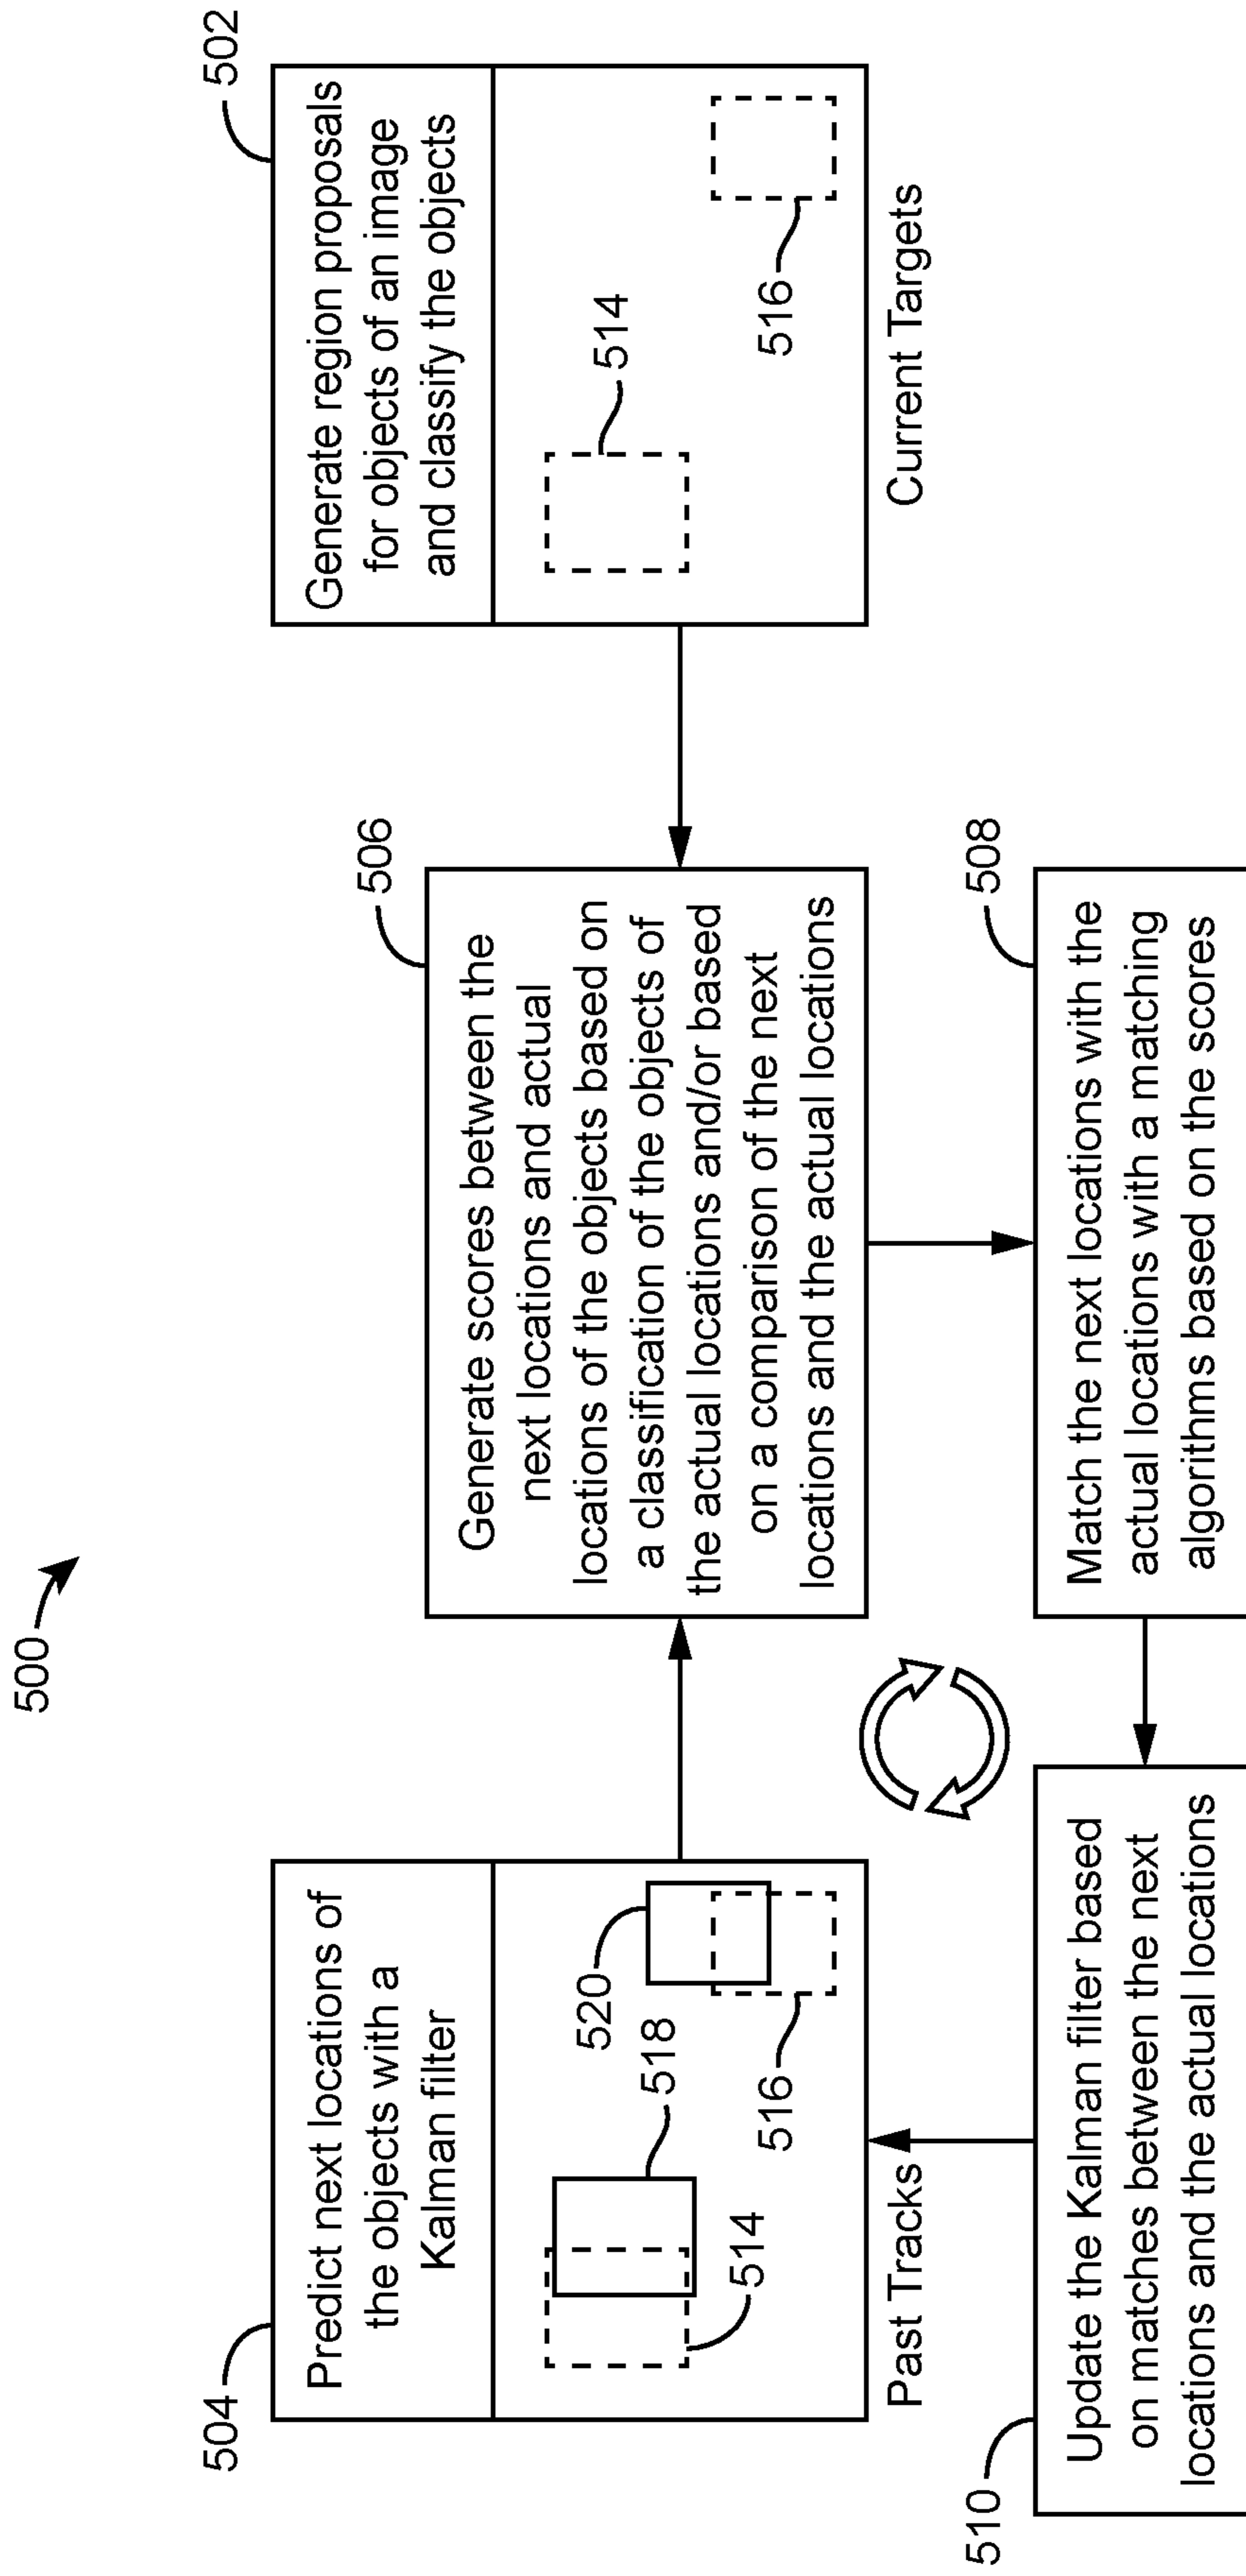 500
504
Predict next locations of
the objects with a
Kalman filter
518
520
514
516
Past Tracks
506
Generate scores between the
next locations and actual
locations of the objects based on
a classification of the objects of
the actual locations and/or based
on a comparison of the next
locations and the actual locations
502
Generate region proposals
for objects of an image
and classify the objects
514
516
Current Targets
510
Update the Kalman filter based
on matches between the next
locations and the actual locations
508
Match the next locations with the
actual locations with a matching
algorithms based on the scores